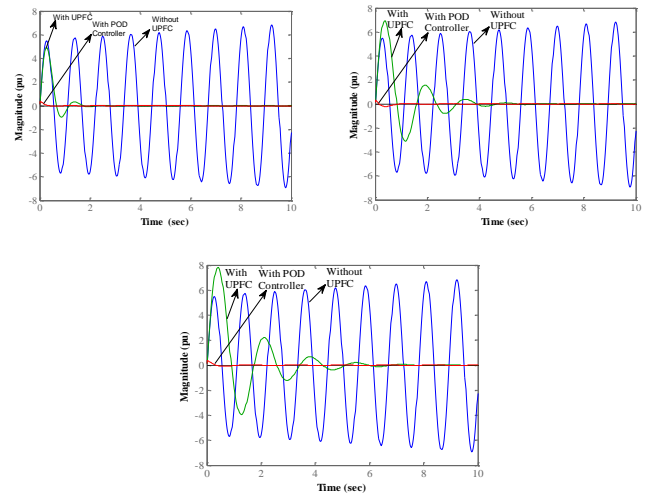 With UPFC
With POD
Controller
Without
UPFC
8
6
4
2
0
-2
-4
-6
-8
Magnitude (pu)
0 2 4 6 8 10
Time (sec)
With
UPFC
With POD
Controller
Without
UPFC
8
6
4
2
0
-2
-4
-6
-8
Magnitude (pu)
0 2 4 6 8 10
Time (sec)
With
UPFC
With POD
Controller
Without
UPFC
8
6
4
2
0
-2
-4
-6
-8
Magnitude (pu)
0 2 4 6 8 10
Time (sec)